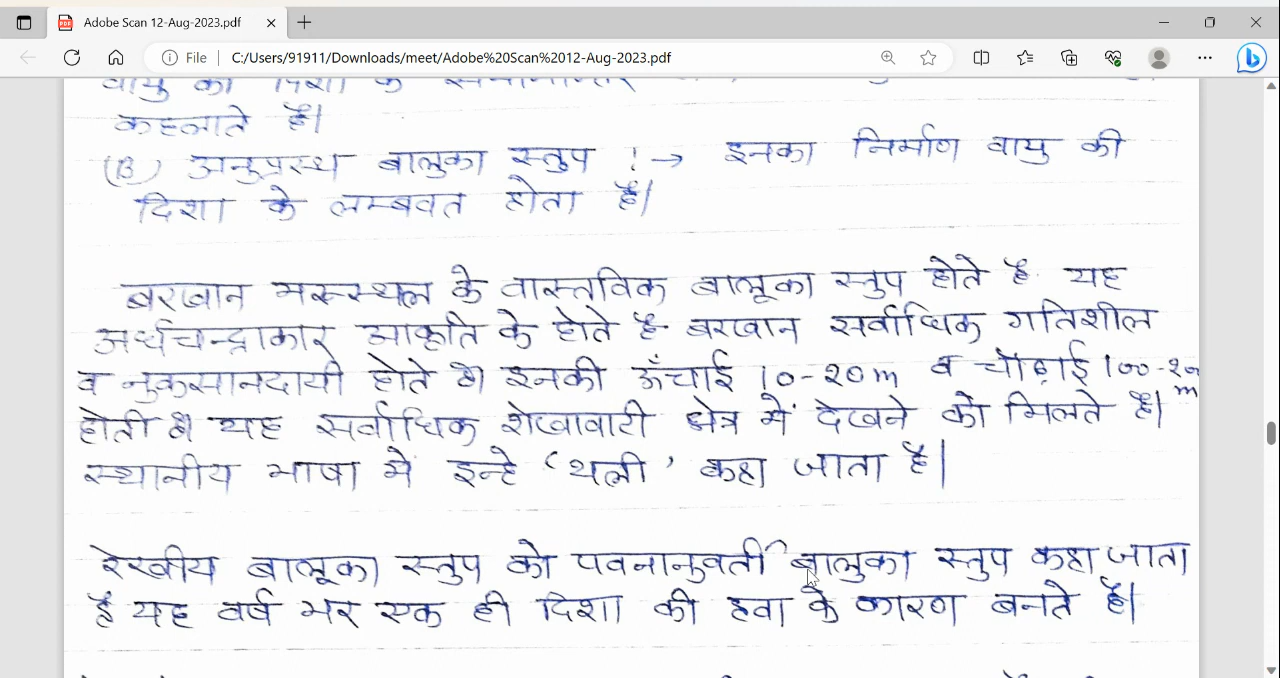 Adobe Scan 12-Aug-2023.pdf
File | C:/Users/91911/Downloads/meet/Adobe%20Scan%2012-Aug-2023.pdf
वायु की दिशा के समानान्तर
कहलाते है।
(B) अनुप्रस्थ बालुका स्तुप :→ इनका निर्माण वायु की
दिशा के लम्बवत होता है।
बरखान मरुस्थल के वास्तविक बालूका स्तुप होते है यह
अर्धचन्द्राकार आकृति के होते है बरखान सर्वाधिक गतिशील
व नुकसानदायी होते है। इनकी ऊँचाई 10-20m व चौढ़ाई 100-200
m
होती है। यह सर्वाधिक शेखावाटी क्षेत्र में देखने को मिलते है।
स्थानीय भाषा मे इन्हे 'थली' कहा जाता है।
रेखीय बालूका स्तुप को पवनानुवर्ती बालुका स्तुप कहा जाता
है यह वर्ष भर एक ही दिशा की हवा के कारण बनते है।